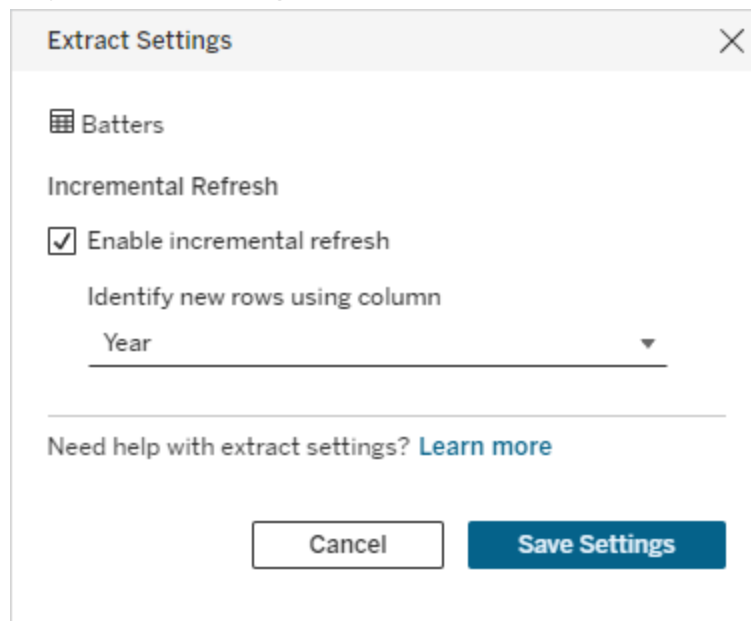 Extract Settings
Batters
Incremental Refresh
Enable incremental refresh
Identify new rows using column
Year
Need help with extract settings? Learn more
Cancel Save Settings